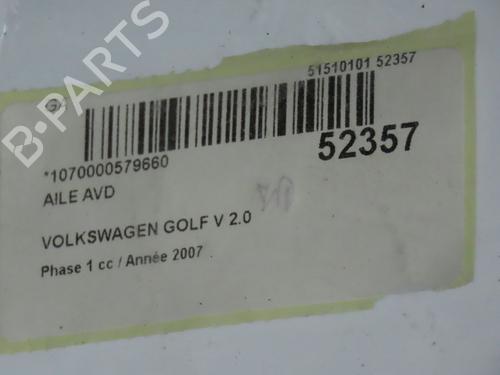 B-PARTS
51510101 52357
52357
*1070000579660
AILE AVD
VOLKSWAGEN GOLF V 2.0
Phase 1 cc / Année 2007